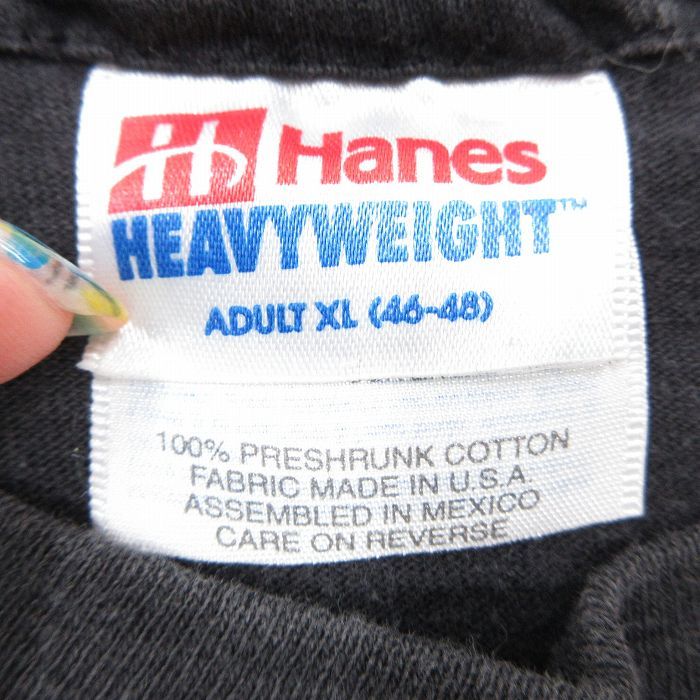 Hanes
HEAVYWEIGHT™
ADULT XL (46-48)
100% PRESHRUNK COTTON
FABRIC MADE IN U.S.A.
ASSEMBLED IN MEXICO
CARE ON REVERSE